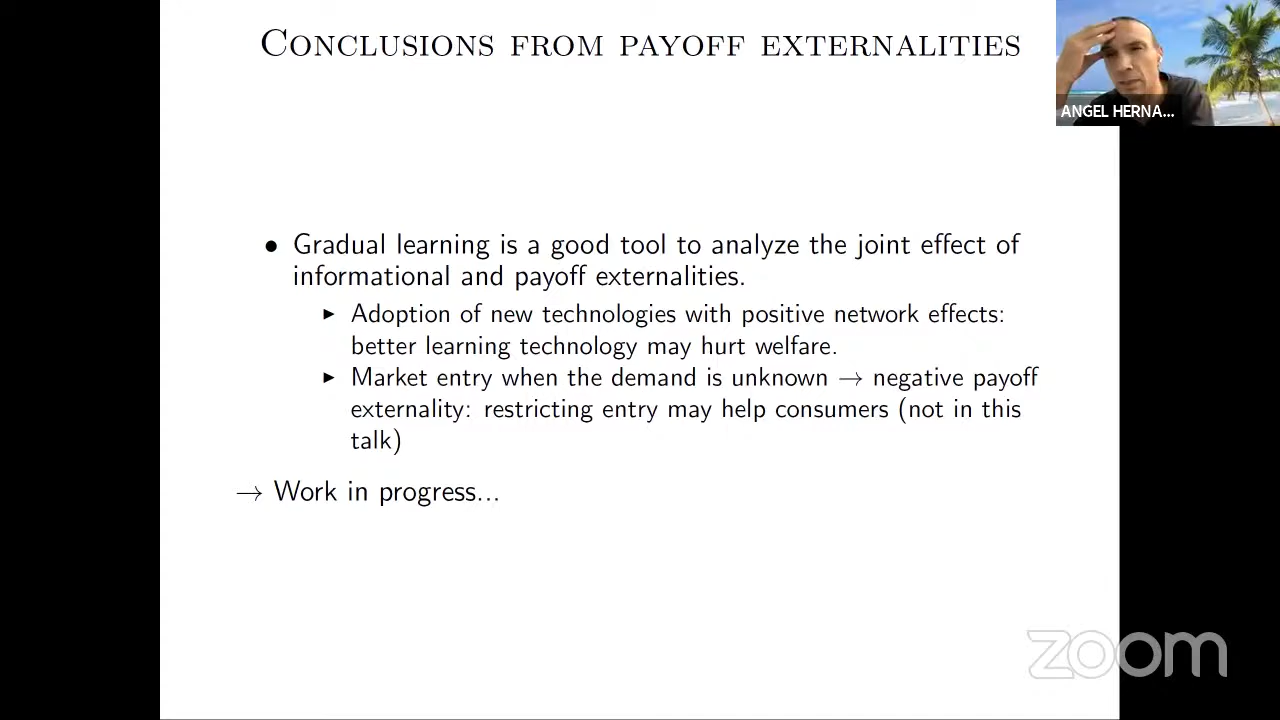 CONCLUSIONS FROM PAYOFF EXTERNALITIES
ANGEL HERNA...
• Gradual learning is a good tool to analyze the joint effect of
informational and payoff externalities.
▶ Adoption of new technologies with positive network effects:
better learning technology may hurt welfare.
▶ Market entry when the demand is unknown → negative payoff
externality: restricting entry may help consumers (not in this
talk)
→ Work in progress...
zoom